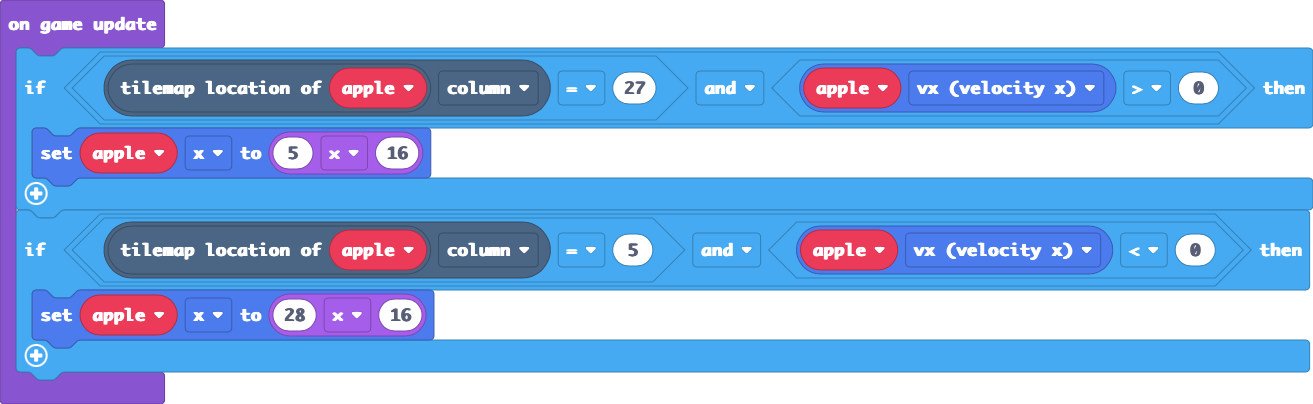 on game update
if tilemap location of apple column = 27 and apple vx (velocity x) > 0 then
set apple x to 5 x 16
if tilemap location of apple column = 5 and apple vx (velocity x) < 0 then
set apple x to 28 x 16